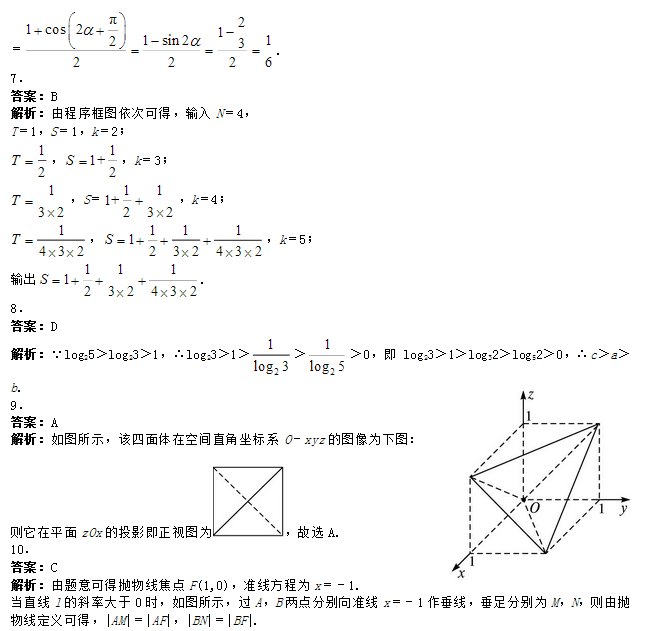 = (1+cos(2α+π/2))/2 = (1-sin2α)/2 = (1-2/3)/2 = 1/6.
7.
答案:B
解析:由程序框图依次可得,输入 N=4,
T=1,S=1,k=2;
T=1/2,S=1+1/2,k=3;
T=1/(3×2),S=1+1/2+1/(3×2),k=4;
T=1/(4×3×2),S=1+1/2+1/(3×2)+1/(4×3×2),k=5;
输出 S=1+1/2+1/(3×2)+1/(4×3×2).
8.
答案:D
解析:∵log₂5>log₂3>1,∴log₂3>1>1/log₂3>1/log₂5>0,即 log₂3>1>log₃2>log₅2>0,∴c>a>
b.
9.
答案:A
解析:如图所示,该四面体在空间直角坐标系 O-xyz 的图像为下图:
z
1
O
1
y
1
x
则它在平面 zOx 的投影即正视图为,故选A.
10.
答案:C
解析:由题意可得抛物线焦点 F(1,0),准线方程为 x=-1.
当直线 l 的斜率大于 0 时,如图所示,过 A,B 两点分别向准线 x=-1 作垂线,垂足分别为 M,N,则由抛
物线定义可得,|AM|=|AF|,|BN|=|BF|.